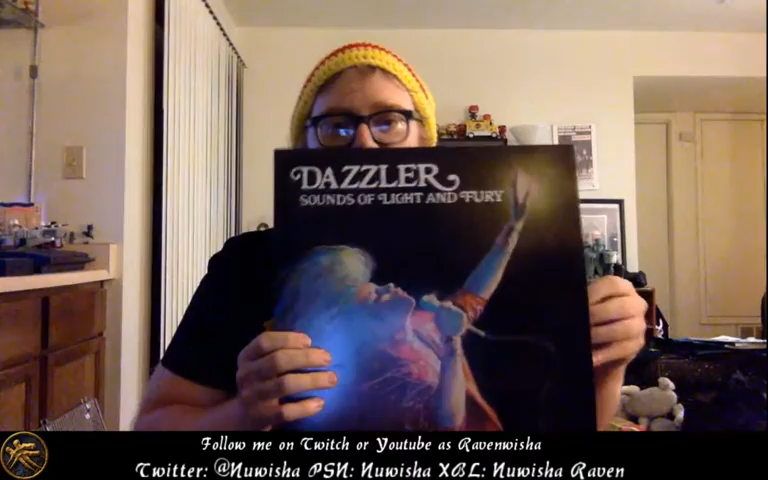 DAZZLER
SOUNDS OF LIGHT AND FURY
Follow me on Twitch or Youtube as Ravenwisha
Twitter: @Nuwisha PSN: Nuwisha XBL: Nuwisha Raven